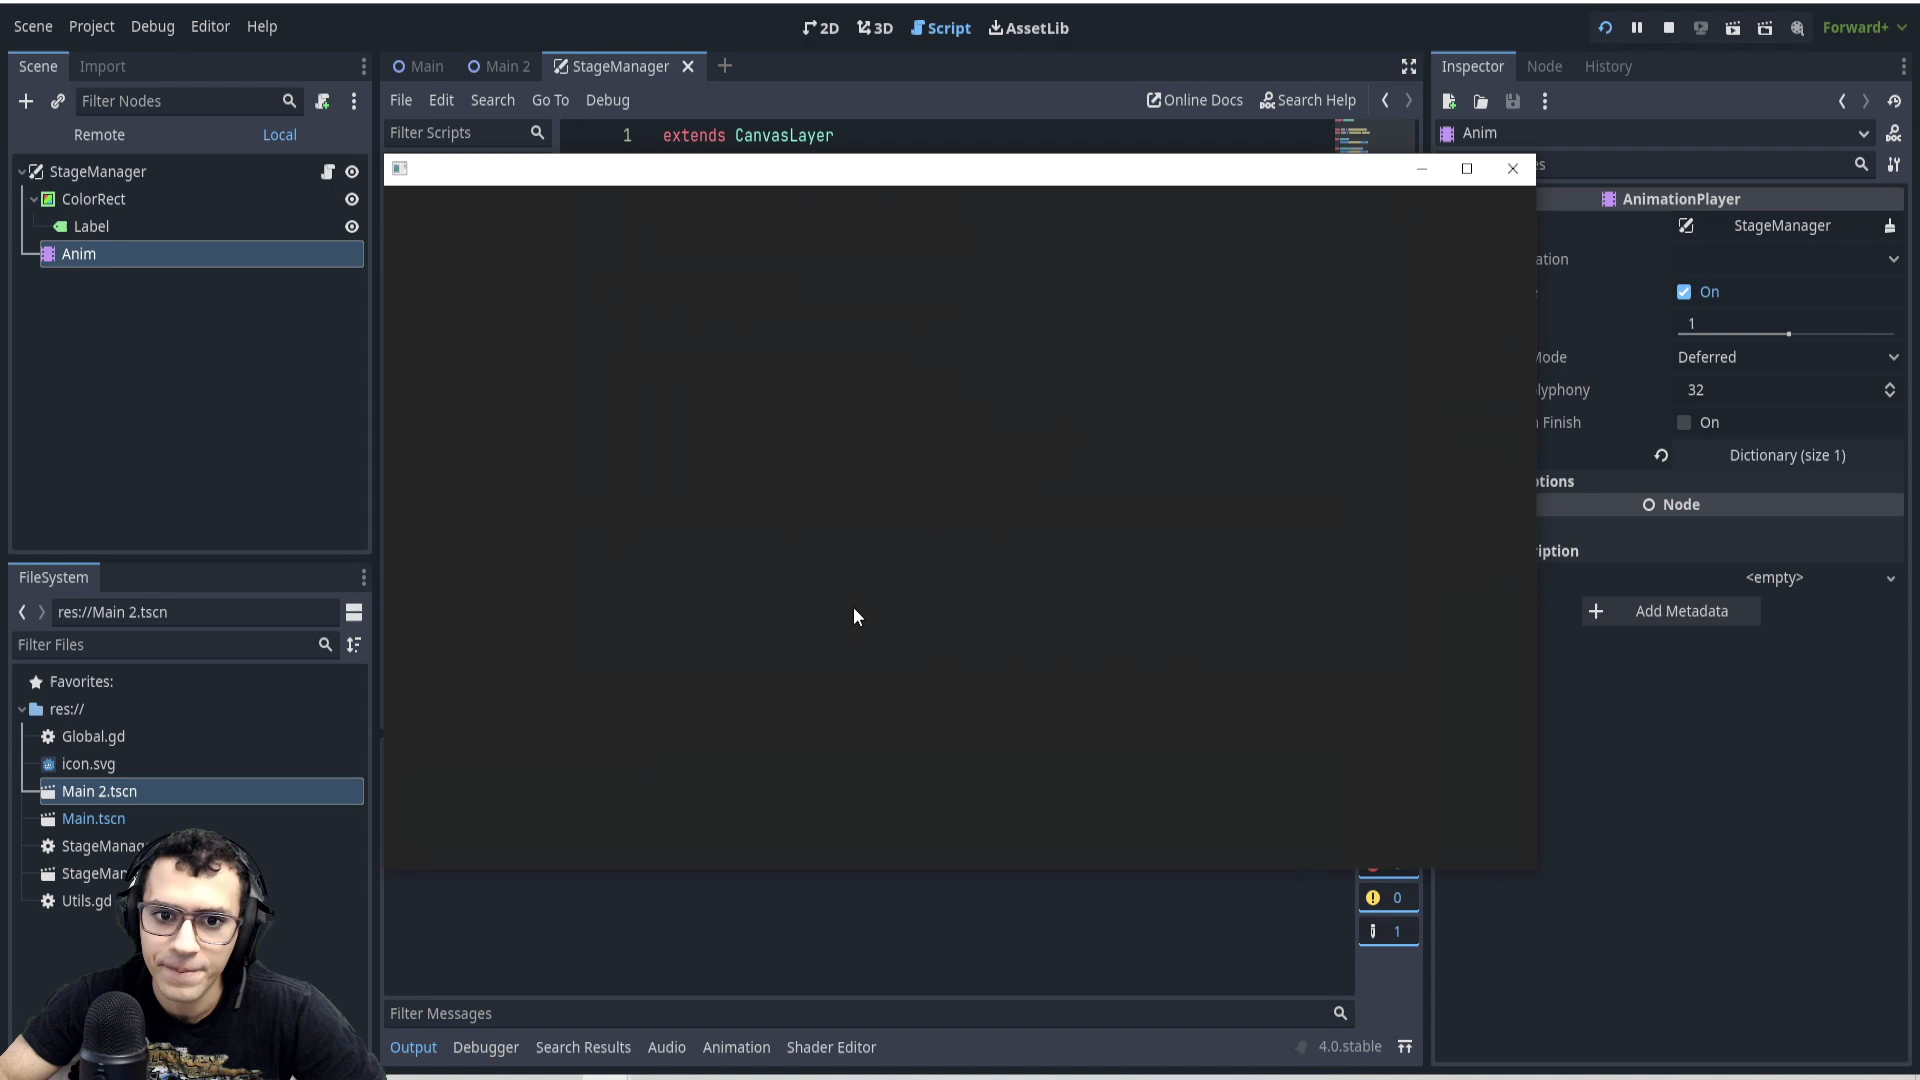 Scene Project Debug Editor Help
2D 3D Script AssetLib
Forward+
Scene Import
Main Main 2 StageManager
Inspector Node History
Filter Nodes
File Edit Search Go To Debug
Online Docs Search Help
Remote Local
Filter Scripts
1 extends CanvasLayer
Anim
StageManager
ColorRect
Label
Anim
AnimationPlayer
StageManager
ation
On
1
Mode Deferred
lyphony 32
Finish On
Dictionary (size 1)
ptions
Node
ription
<empty>
Add Metadata
FileSystem
res://Main 2.tscn
Filter Files
Favorites:
res://
Global.gd
icon.svg
Main 2.tscn
Main.tscn
StageManag
StageMan
Utils.gd
0
1
Filter Messages
Output Debugger Search Results Audio Animation Shader Editor
4.0.stable